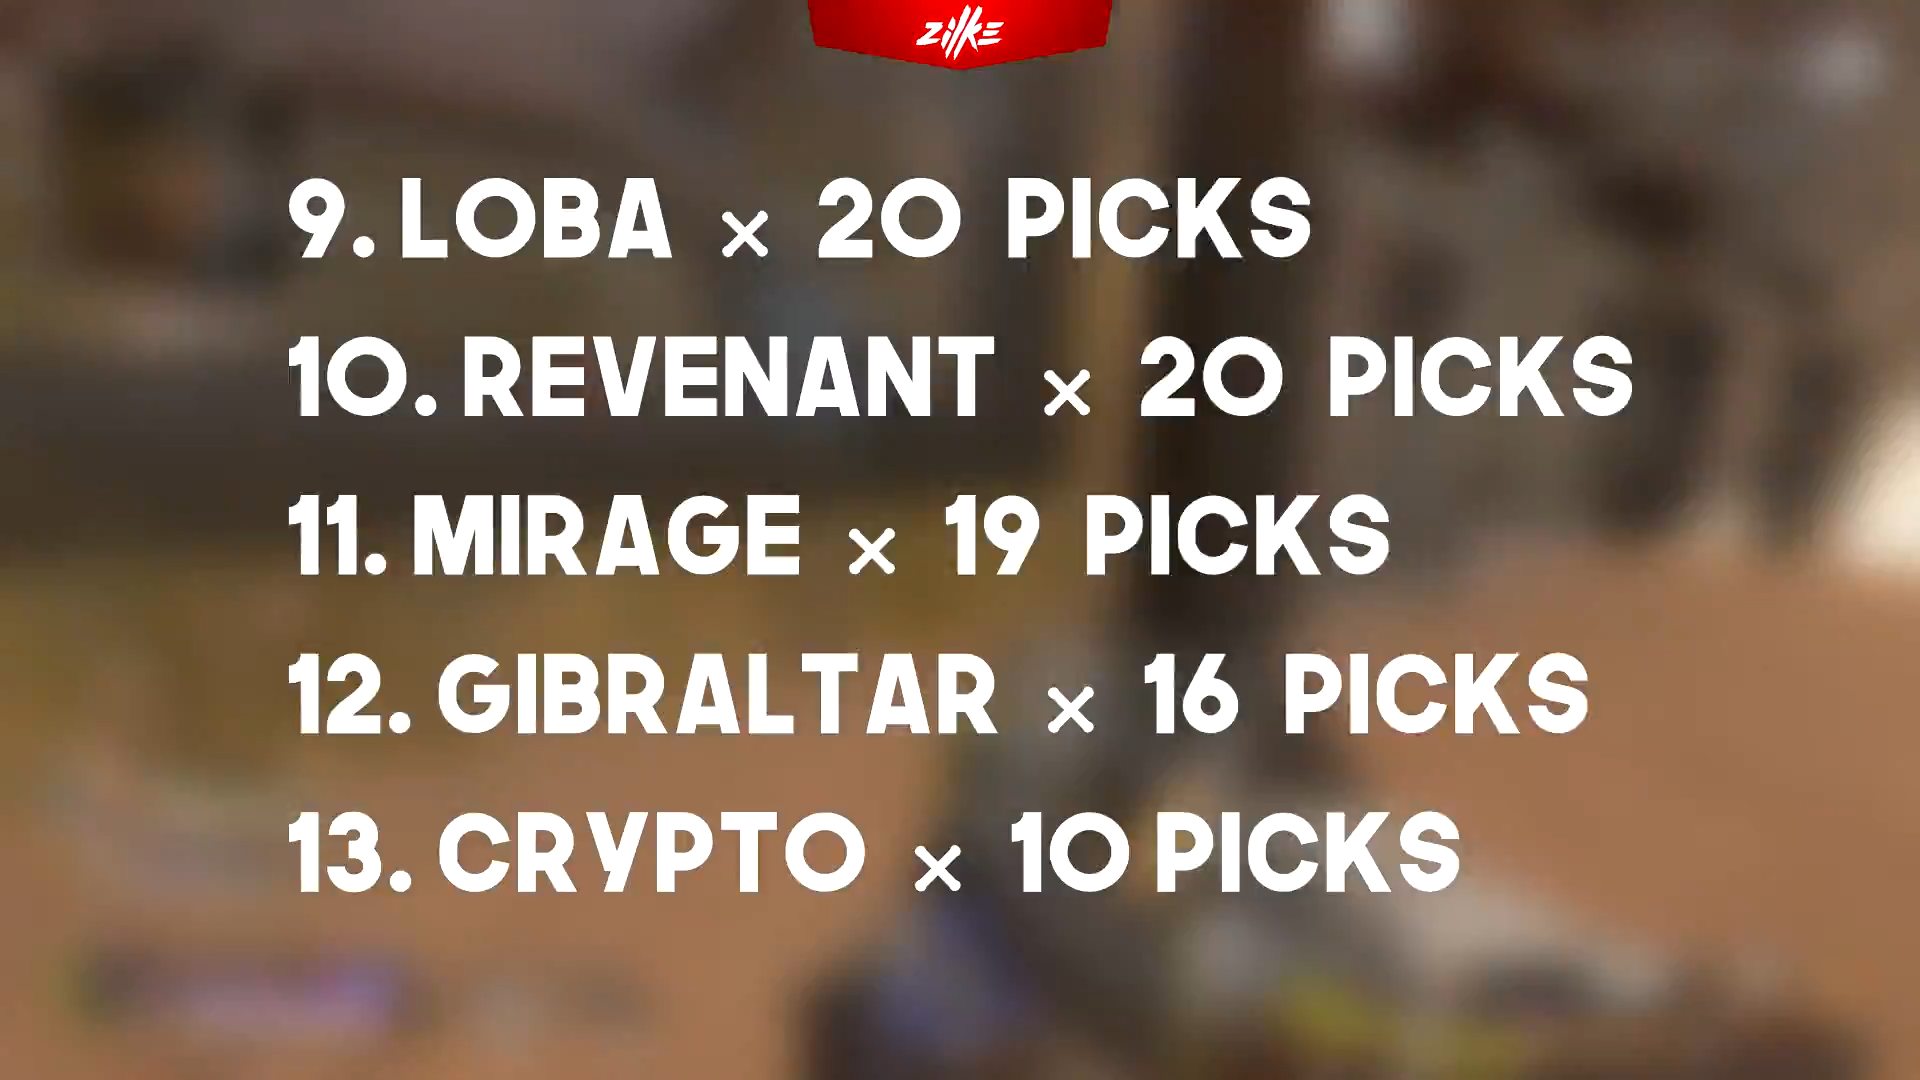 ZilKE
9. LOBA × 20 PICKS
10. REVENANT × 20 PICKS
11. MIRAGE × 19 PICKS
12. GIBRALTAR × 16 PICKS
13. CRYPTO × 10 PICKS